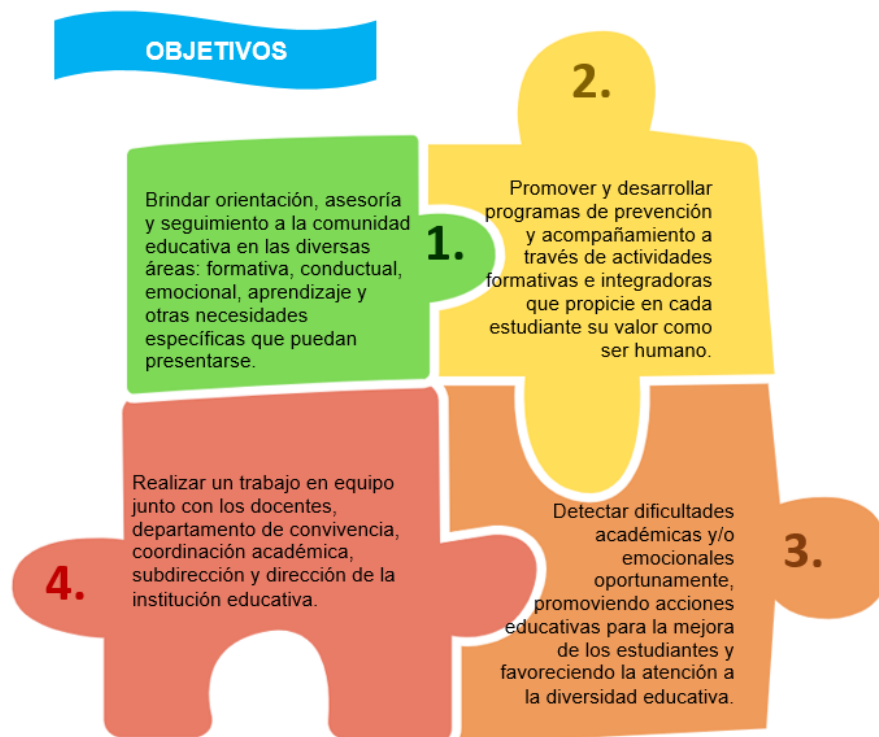 OBJETIVOS
1.
Brindar orientación, asesoría
y seguimiento a la comunidad
educativa en las diversas
áreas: formativa, conductual,
emocional, aprendizaje y
otras necesidades
específicas que puedan
presentarse.
2.
Promover y desarrollar
programas de prevención
y acompañamiento a
través de actividades
formativas e integradoras
que propicie en cada
estudiante su valor como
ser humano.
3.
Detectar dificultades
académicas y/o
emocionales
oportunamente,
promoviendo acciones
educativas para la mejora
de los estudiantes y
favoreciendo la atención a
la diversidad educativa.
4.
Realizar un trabajo en equipo
junto con los docentes,
departamento de convivencia,
coordinación académica,
subdirección y dirección de la
institución educativa.